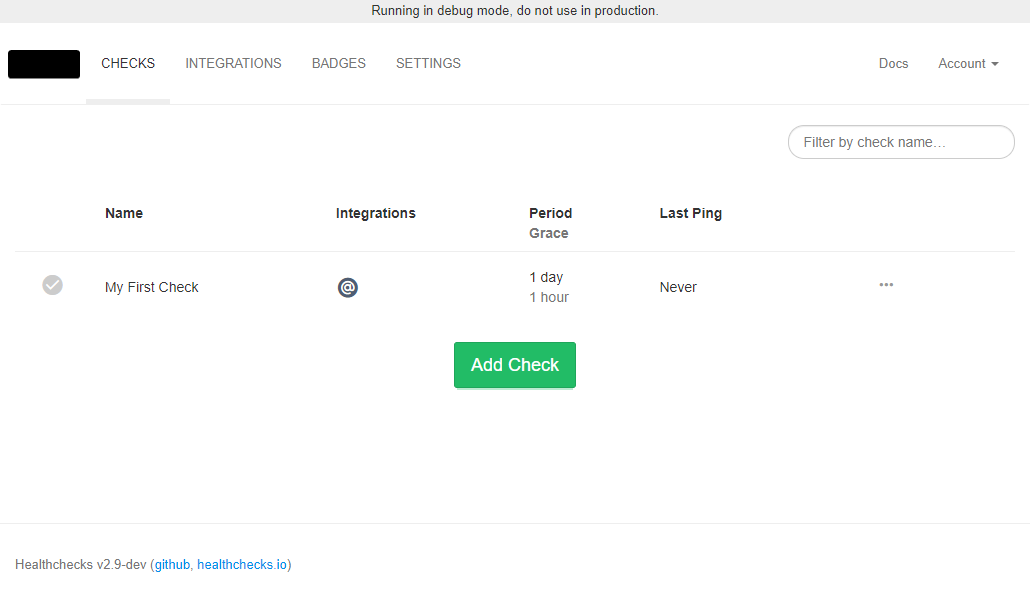 Running in debug mode, do not use in production.
CHECKS INTEGRATIONS BADGES SETTINGS Docs Account
Filter by check name…
Name Integrations Period Last Ping
Grace
My First Check 1 day Never
1 hour
Add Check
Healthchecks v2.9-dev (github, healthchecks.io)